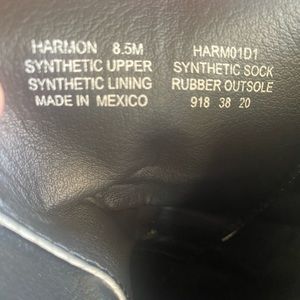 HARMON 8.5M
SYNTHETIC UPPER
SYNTHETIC LINING
MADE IN MEXICO
HARM01D1
SYNTHETIC SOCK
RUBBER OUTSOLE
918 38 20